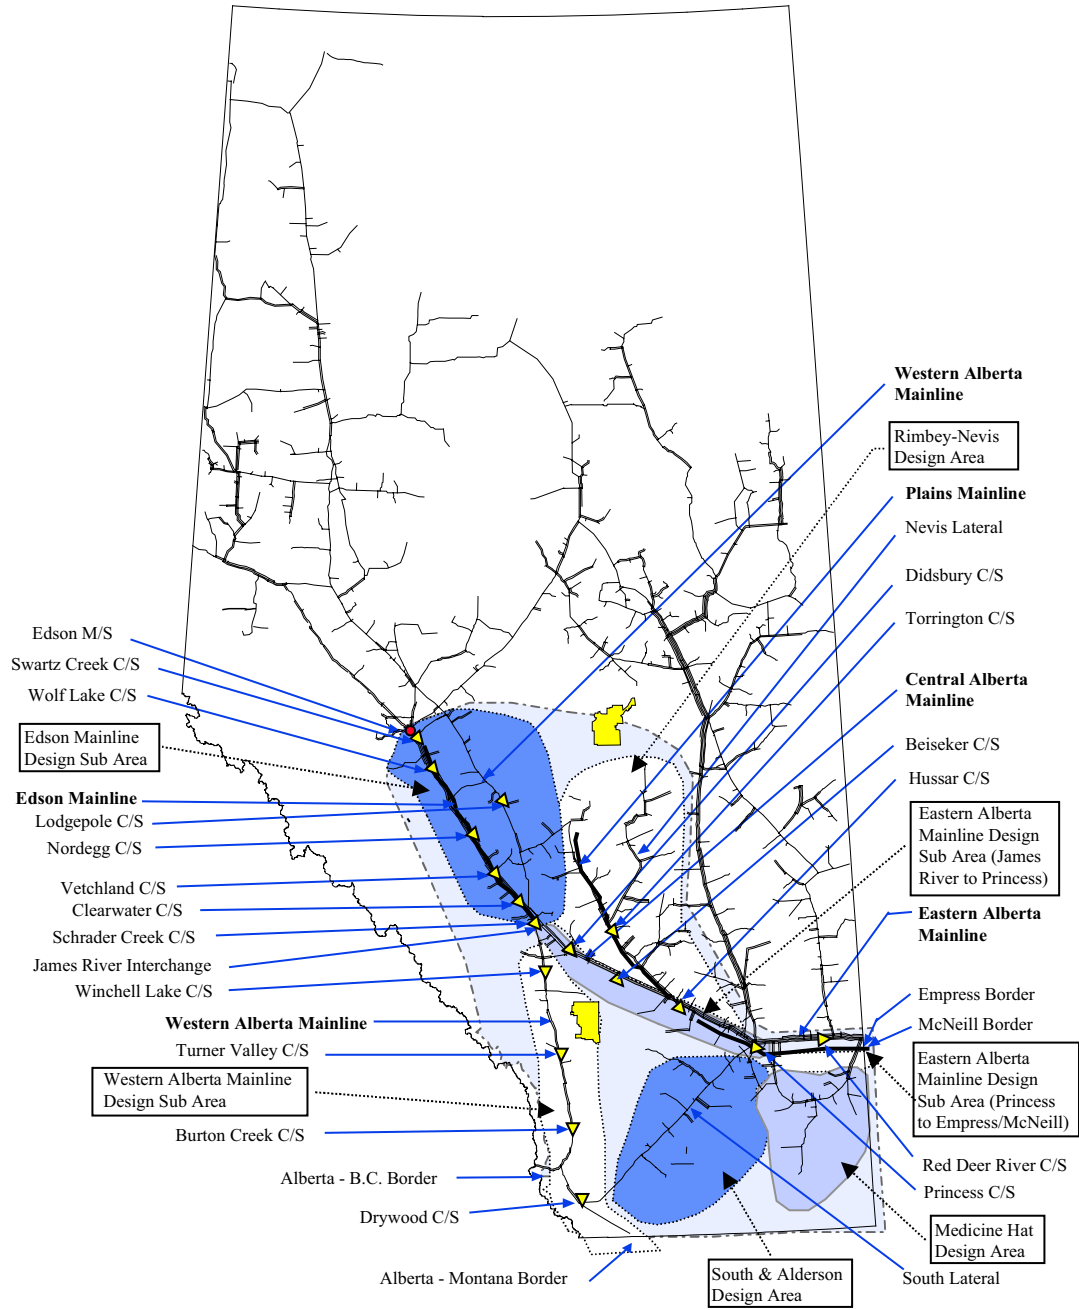 Western Alberta
Mainline
Rimbey-Nevis
Design Area
Plains Mainline
Nevis Lateral
Didsbury C/S
Torrington C/S
Central Alberta
Mainline
Beiseker C/S
Hussar C/S
Eastern Alberta
Mainline Design
Sub Area (James
River to Princess)
Eastern Alberta
Mainline
Empress Border
McNeill Border
Eastern Alberta
Mainline Design
Sub Area (Princess
to Empress/McNeill)
Red Deer River C/S
Princess C/S
Medicine Hat
Design Area
South Lateral
South & Alderson
Design Area
Edson M/S
Swartz Creek C/S
Wolf Lake C/S
Edson Mainline
Design Sub Area
Edson Mainline
Lodgepole C/S
Nordegg C/S
Vetchland C/S
Clearwater C/S
Schrader Creek C/S
James River Interchange
Winchell Lake C/S
Western Alberta Mainline
Turner Valley C/S
Western Alberta Mainline
Design Sub Area
Burton Creek C/S
Alberta - B.C. Border
Drywood C/S
Alberta - Montana Border